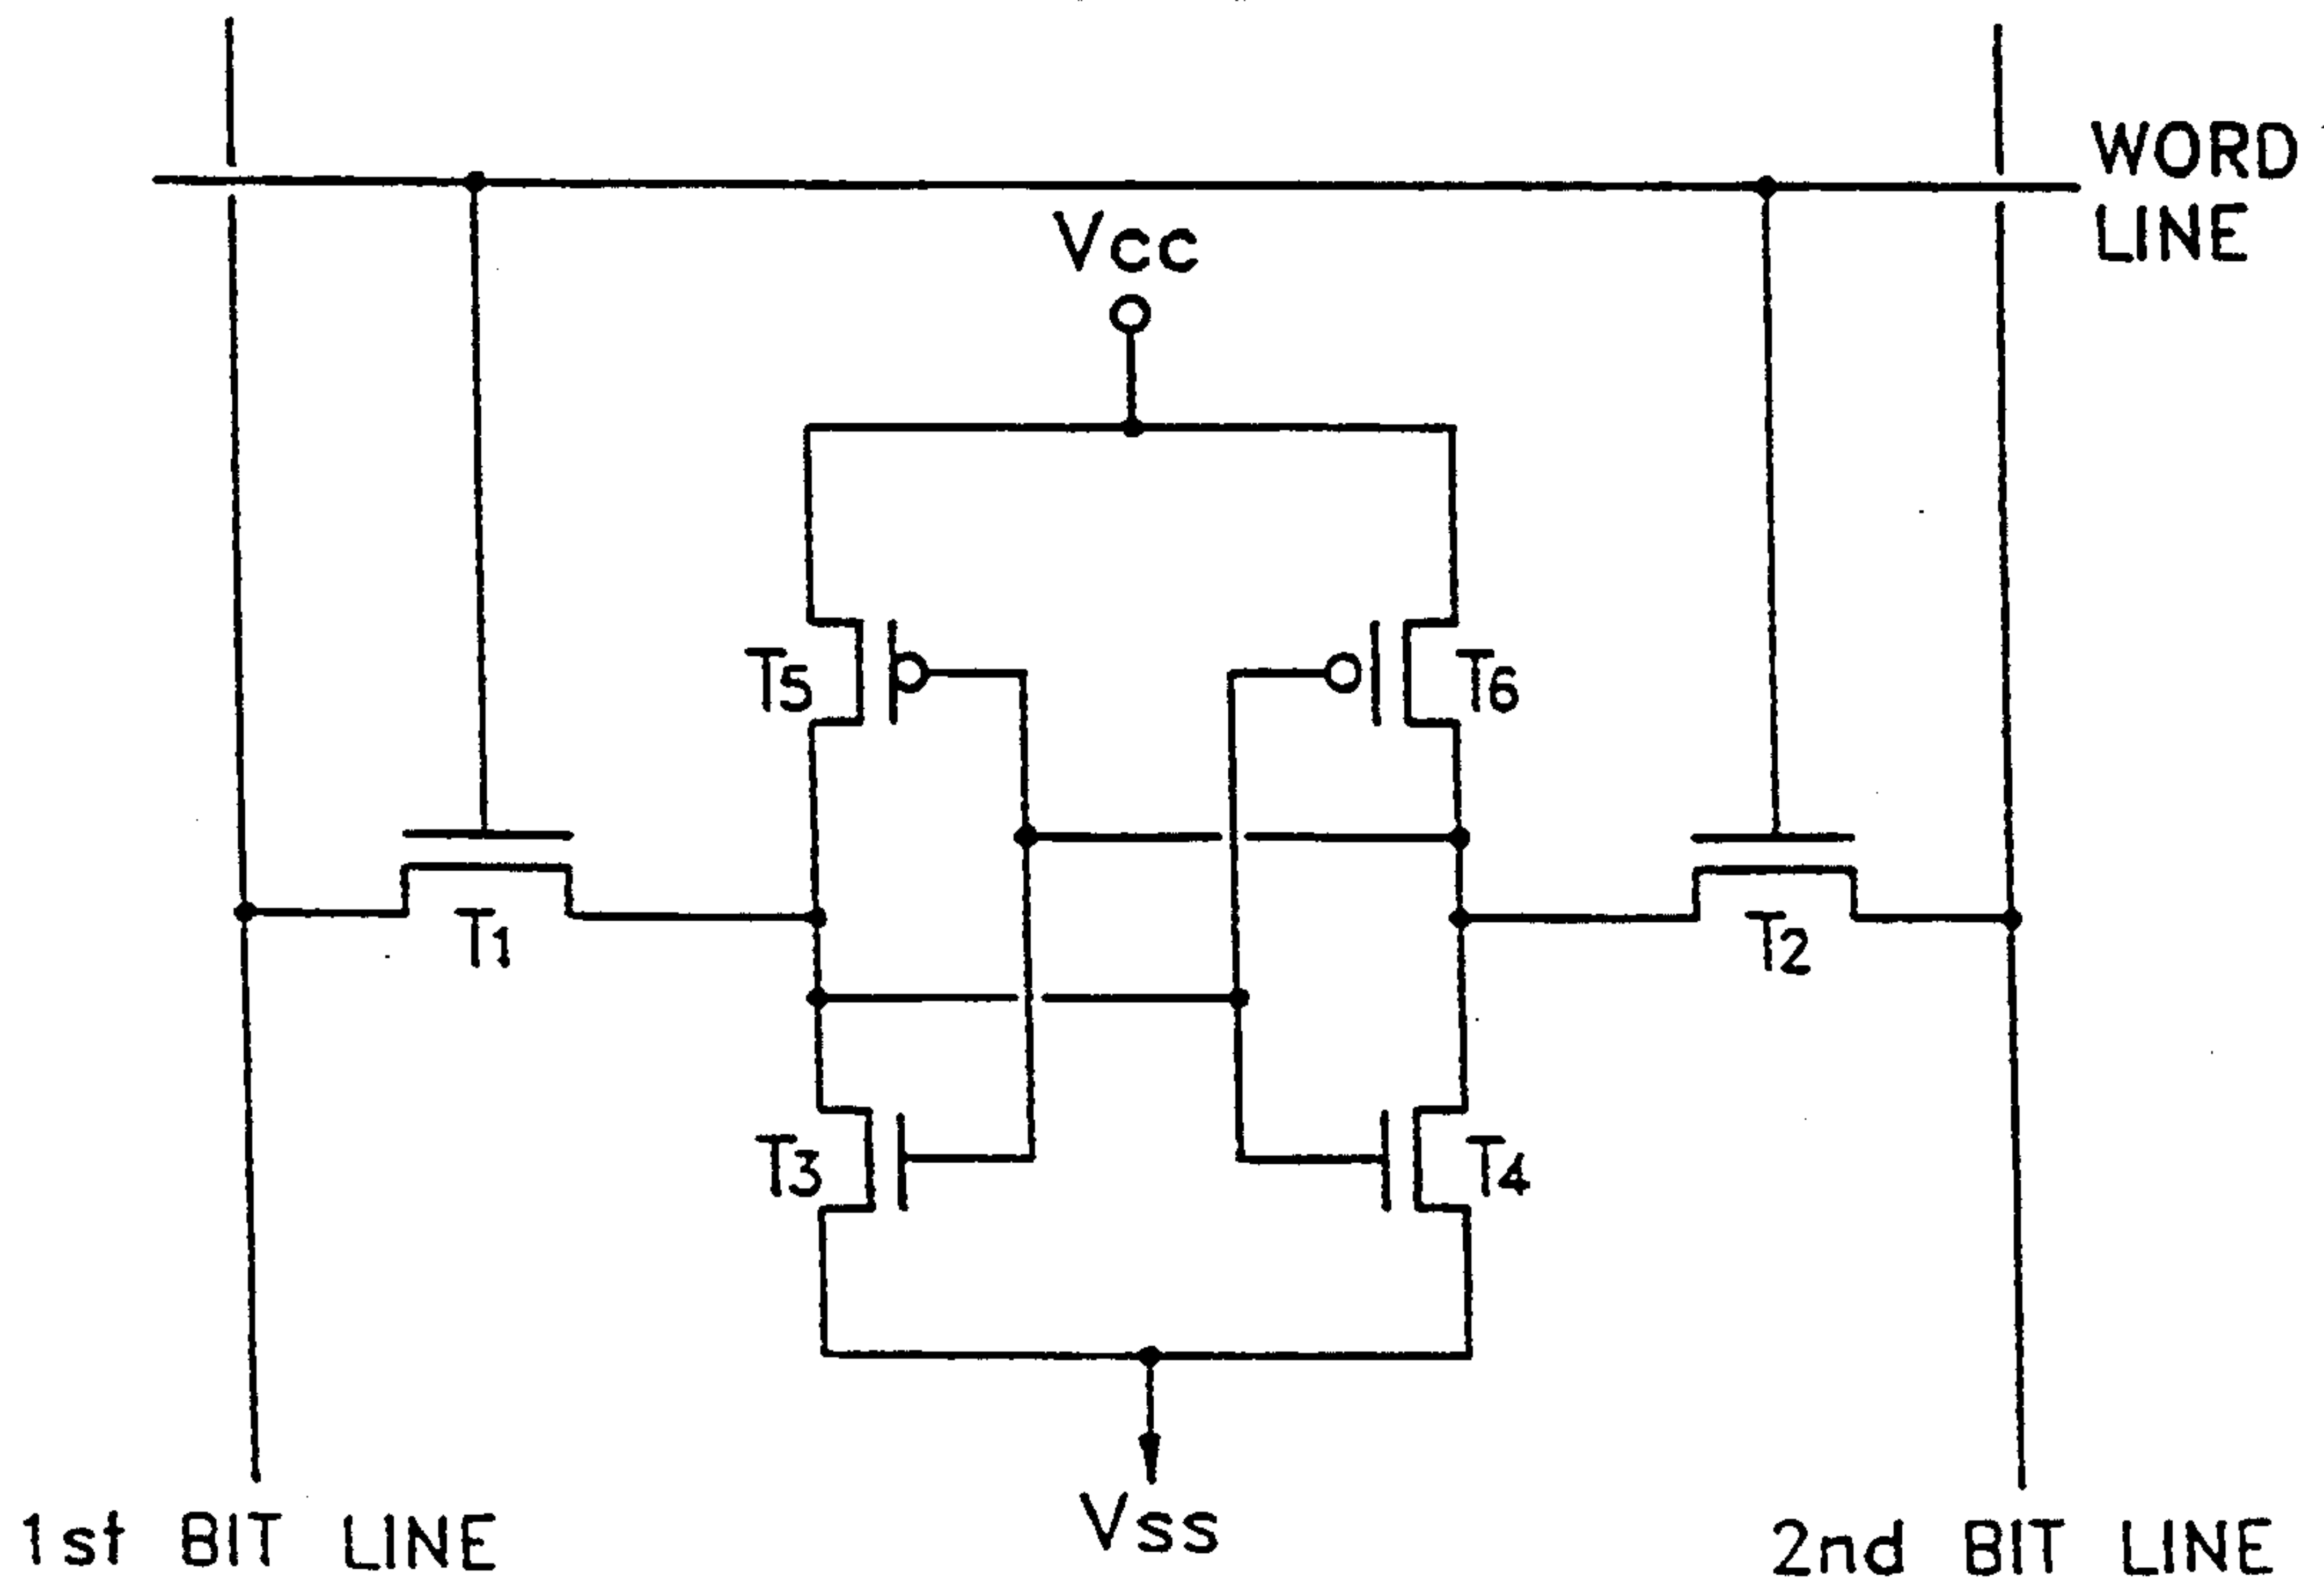 WORD
LINE
Vcc
T5
T6
T1
T2
T3
T4
Vss
1st BIT LINE
2nd BIT LINE